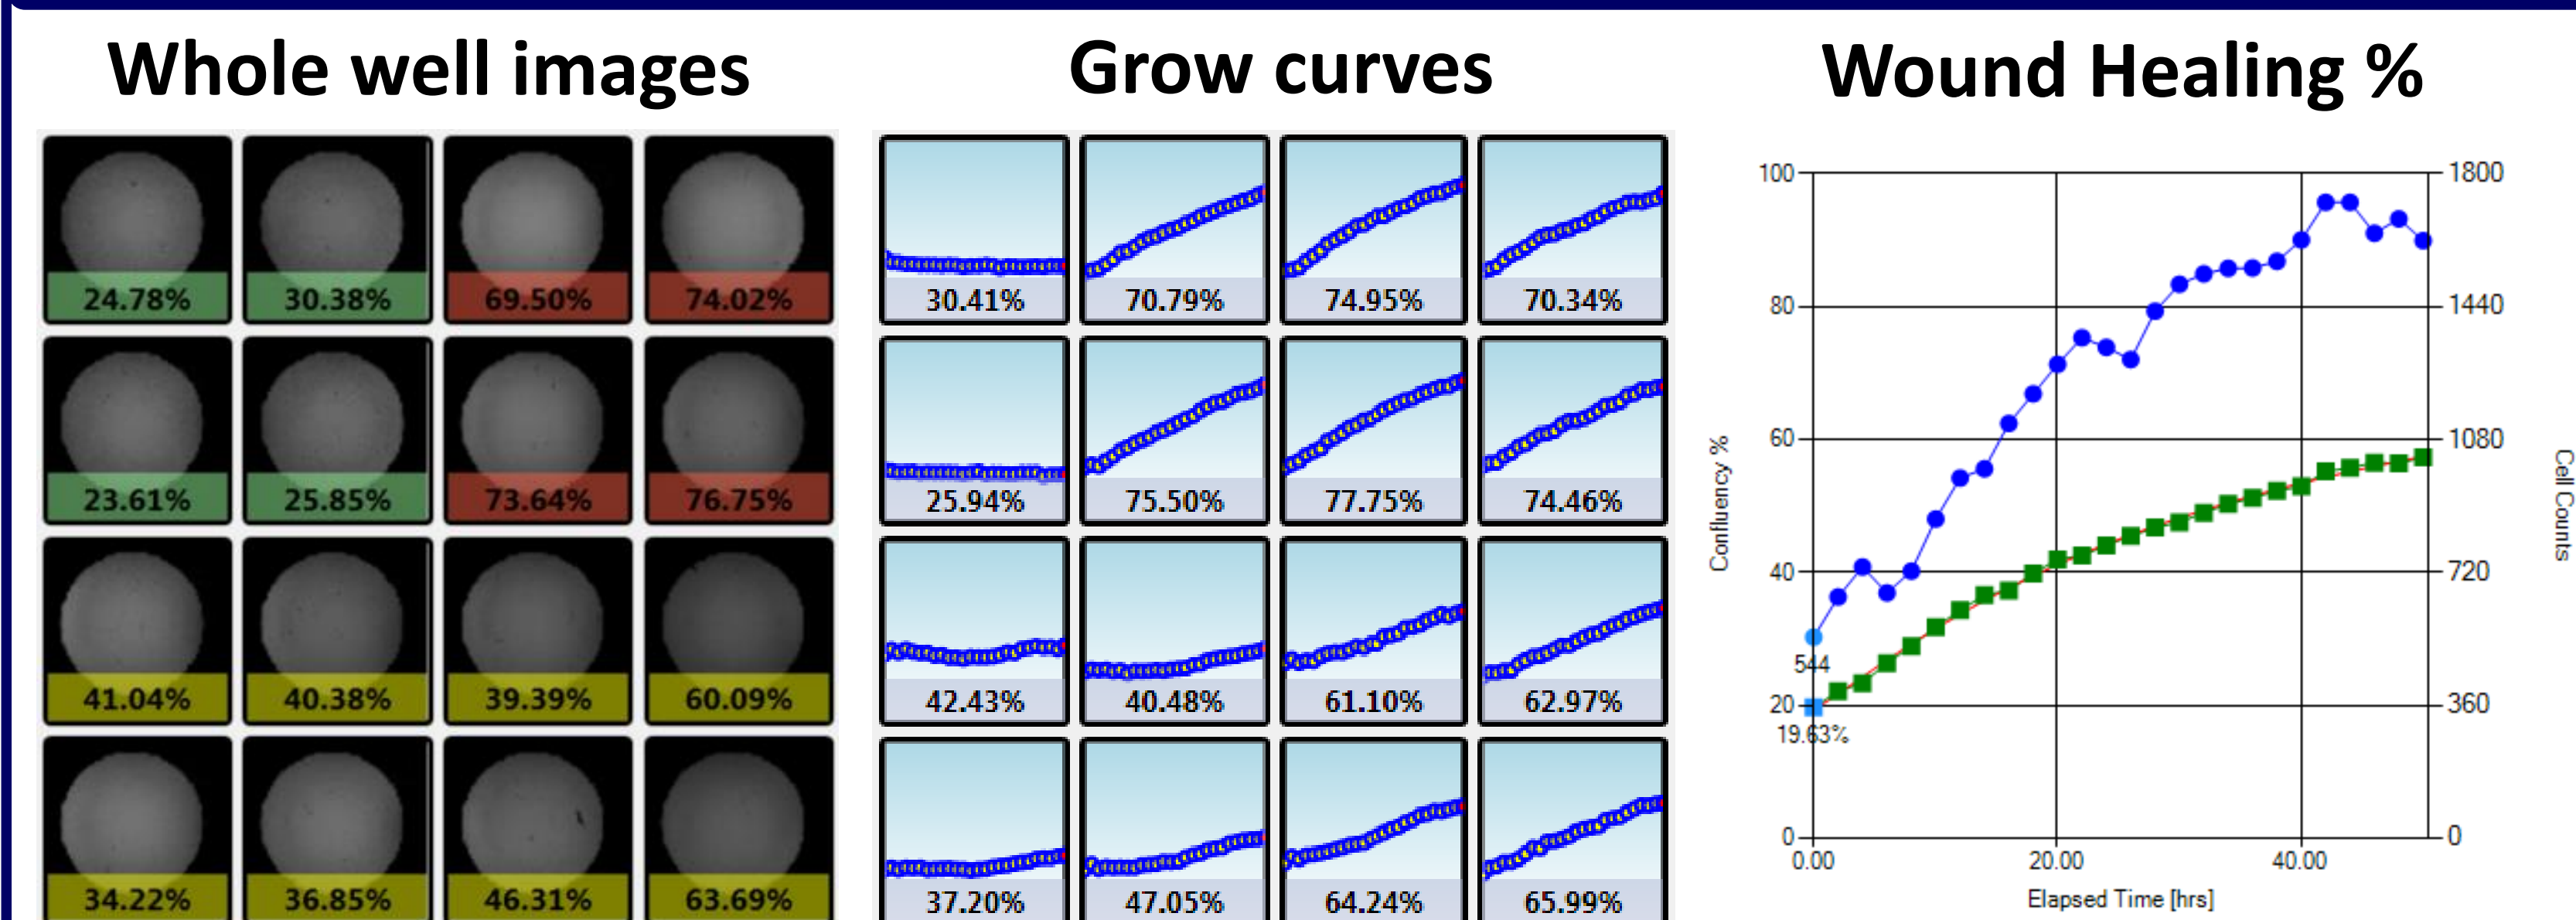 Whole well images
24.78% 30.38% 69.50% 74.02%
23.61% 25.85% 73.64% 76.75%
41.04% 40.38% 39.39% 60.09%
34.22% 36.85% 46.31% 63.69%
Grow curves
30.41% 70.79% 74.95% 70.34%
25.94% 75.50% 77.75% 74.46%
42.43% 40.48% 61.10% 62.97%
37.20% 47.05% 64.24% 65.99%
Wound Healing %
100 1800
80 1440
60 1080
Confluency %
Cell Counts
40 720
544
20 360
19.63%
0 0
0.00 20.00 40.00
Elapsed Time [hrs]